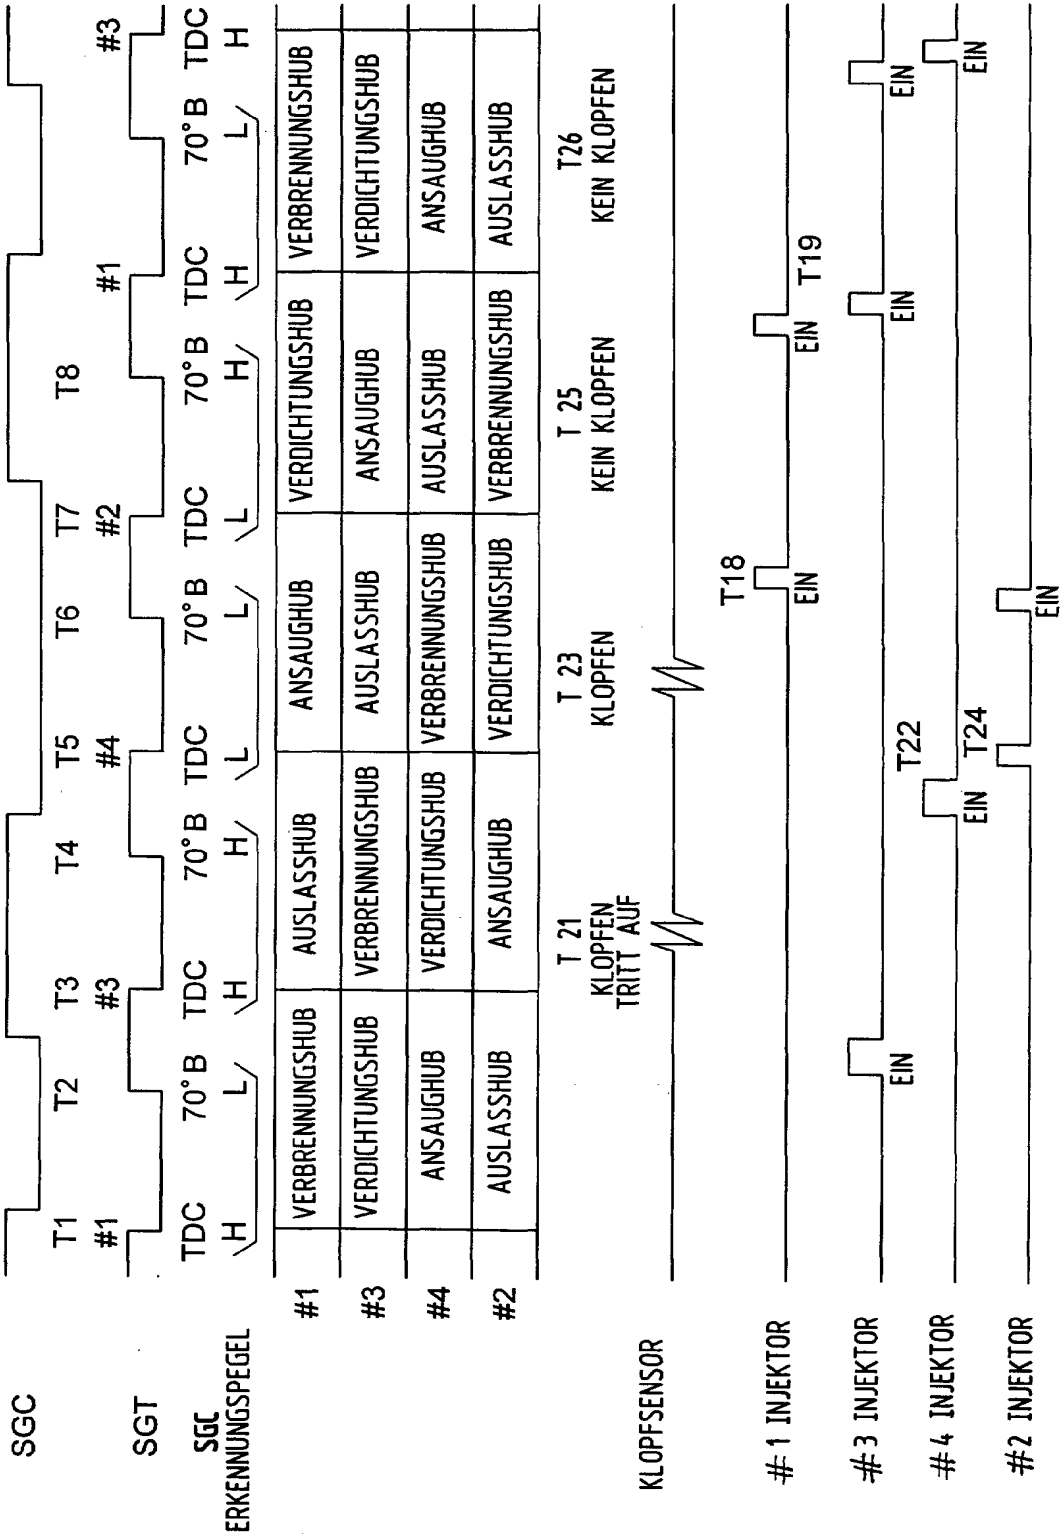 SGC
T1 T2 T3 T4 T5 T6 T7 T8
#1 #3 #4 #2 #1 #3
SGT
TDC 70°B TDC 70°B TDC 70°B TDC 70°B TDC 70°B TDC
SGC
ERKENNUNGSPEGEL
H L H H L L L H H L H
#1 VERBRENNUNGSHUB AUSLASSHUB ANSAUGHUB VERDICHTUNGSHUB VERBRENNUNGSHUB
#3 VERDICHTUNGSHUB VERBRENNUNGSHUB AUSLASSHUB ANSAUGHUB VERDICHTUNGSHUB
#4 ANSAUGHUB VERDICHTUNGSHUB VERBRENNUNGSHUB AUSLASSHUB ANSAUGHUB
#2 AUSLASSHUB ANSAUGHUB VERDICHTUNGSHUB VERBRENNUNGSHUB AUSLASSHUB
T 21 T 23 T 25 T26
KLOPFEN KLOPFEN KEIN KLOPFEN KEIN KLOPFEN
TRITT AUF
KLOPFSENSOR
T18
#1 INJEKTOR
EIN EIN T19
#3 INJEKTOR
EIN EIN EIN
T22
#4 INJEKTOR
EIN EIN
T24
#2 INJEKTOR
EIN